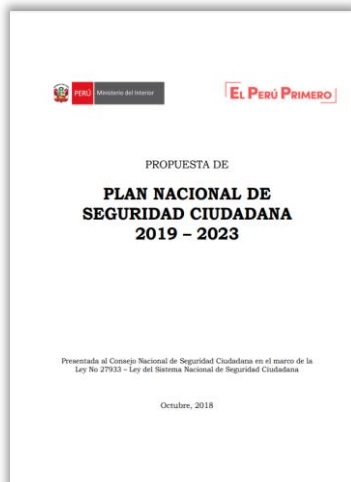 PERÚ Ministerio del Interior
EL PERÚ PRIMERO
PROPUESTA DE
PLAN NACIONAL DE
SEGURIDAD CIUDADANA
2019 – 2023
Presentada al Consejo Nacional de Seguridad Ciudadana en el marco de la
Ley No 27933 – Ley del Sistema Nacional de Seguridad Ciudadana
Octubre, 2018